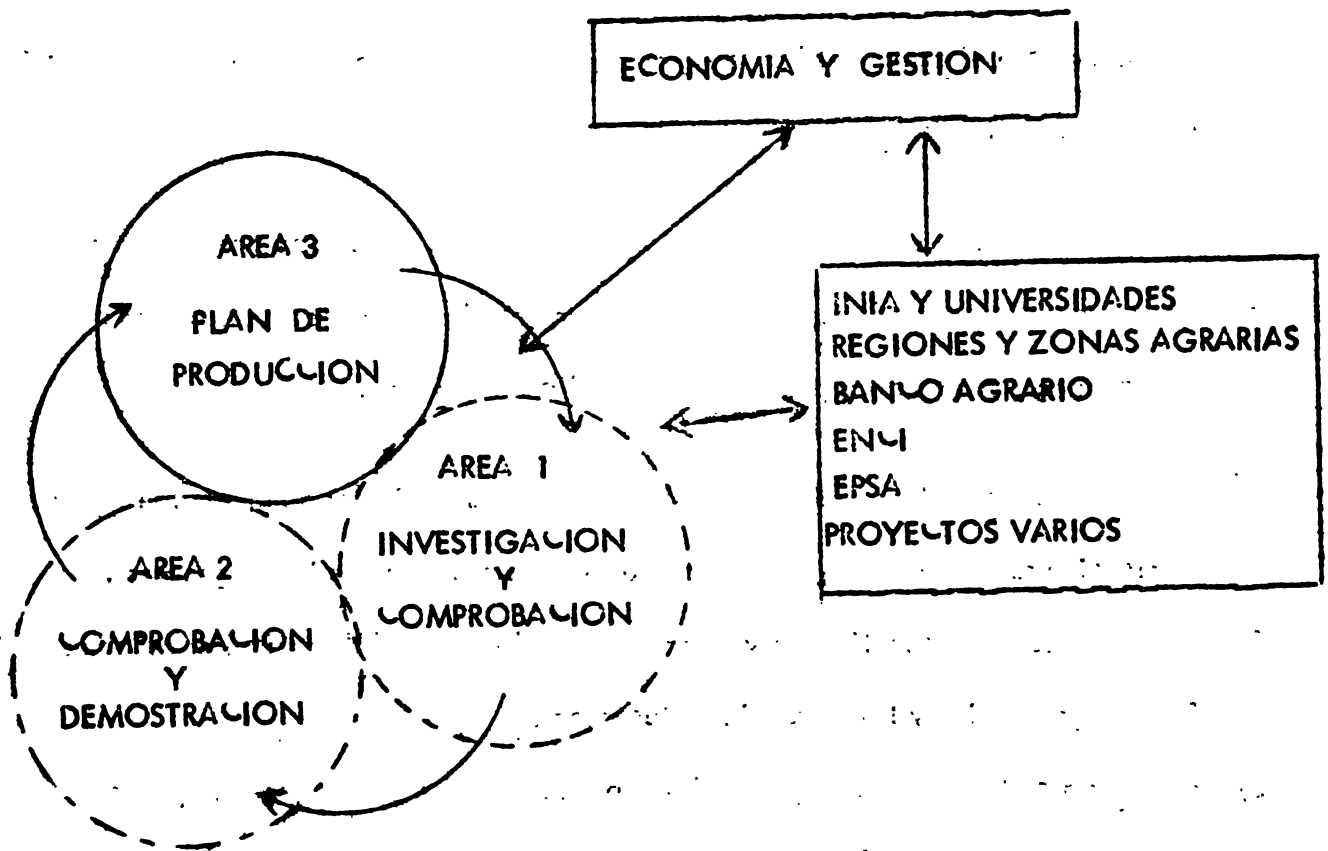 ECONOMIA Y GESTION
AREA 3
PLAN DE
PRODUCCION
AREA 1
INVESTIGACION
Y
COMPROBACION
AREA 2
COMPROBACION
Y
DEMOSTRACION
INIA Y UNIVERSIDADES
REGIONES Y ZONAS AGRARIAS
BANCO AGRARIO
ENCI
EPSA
PROYECTOS VARIOS